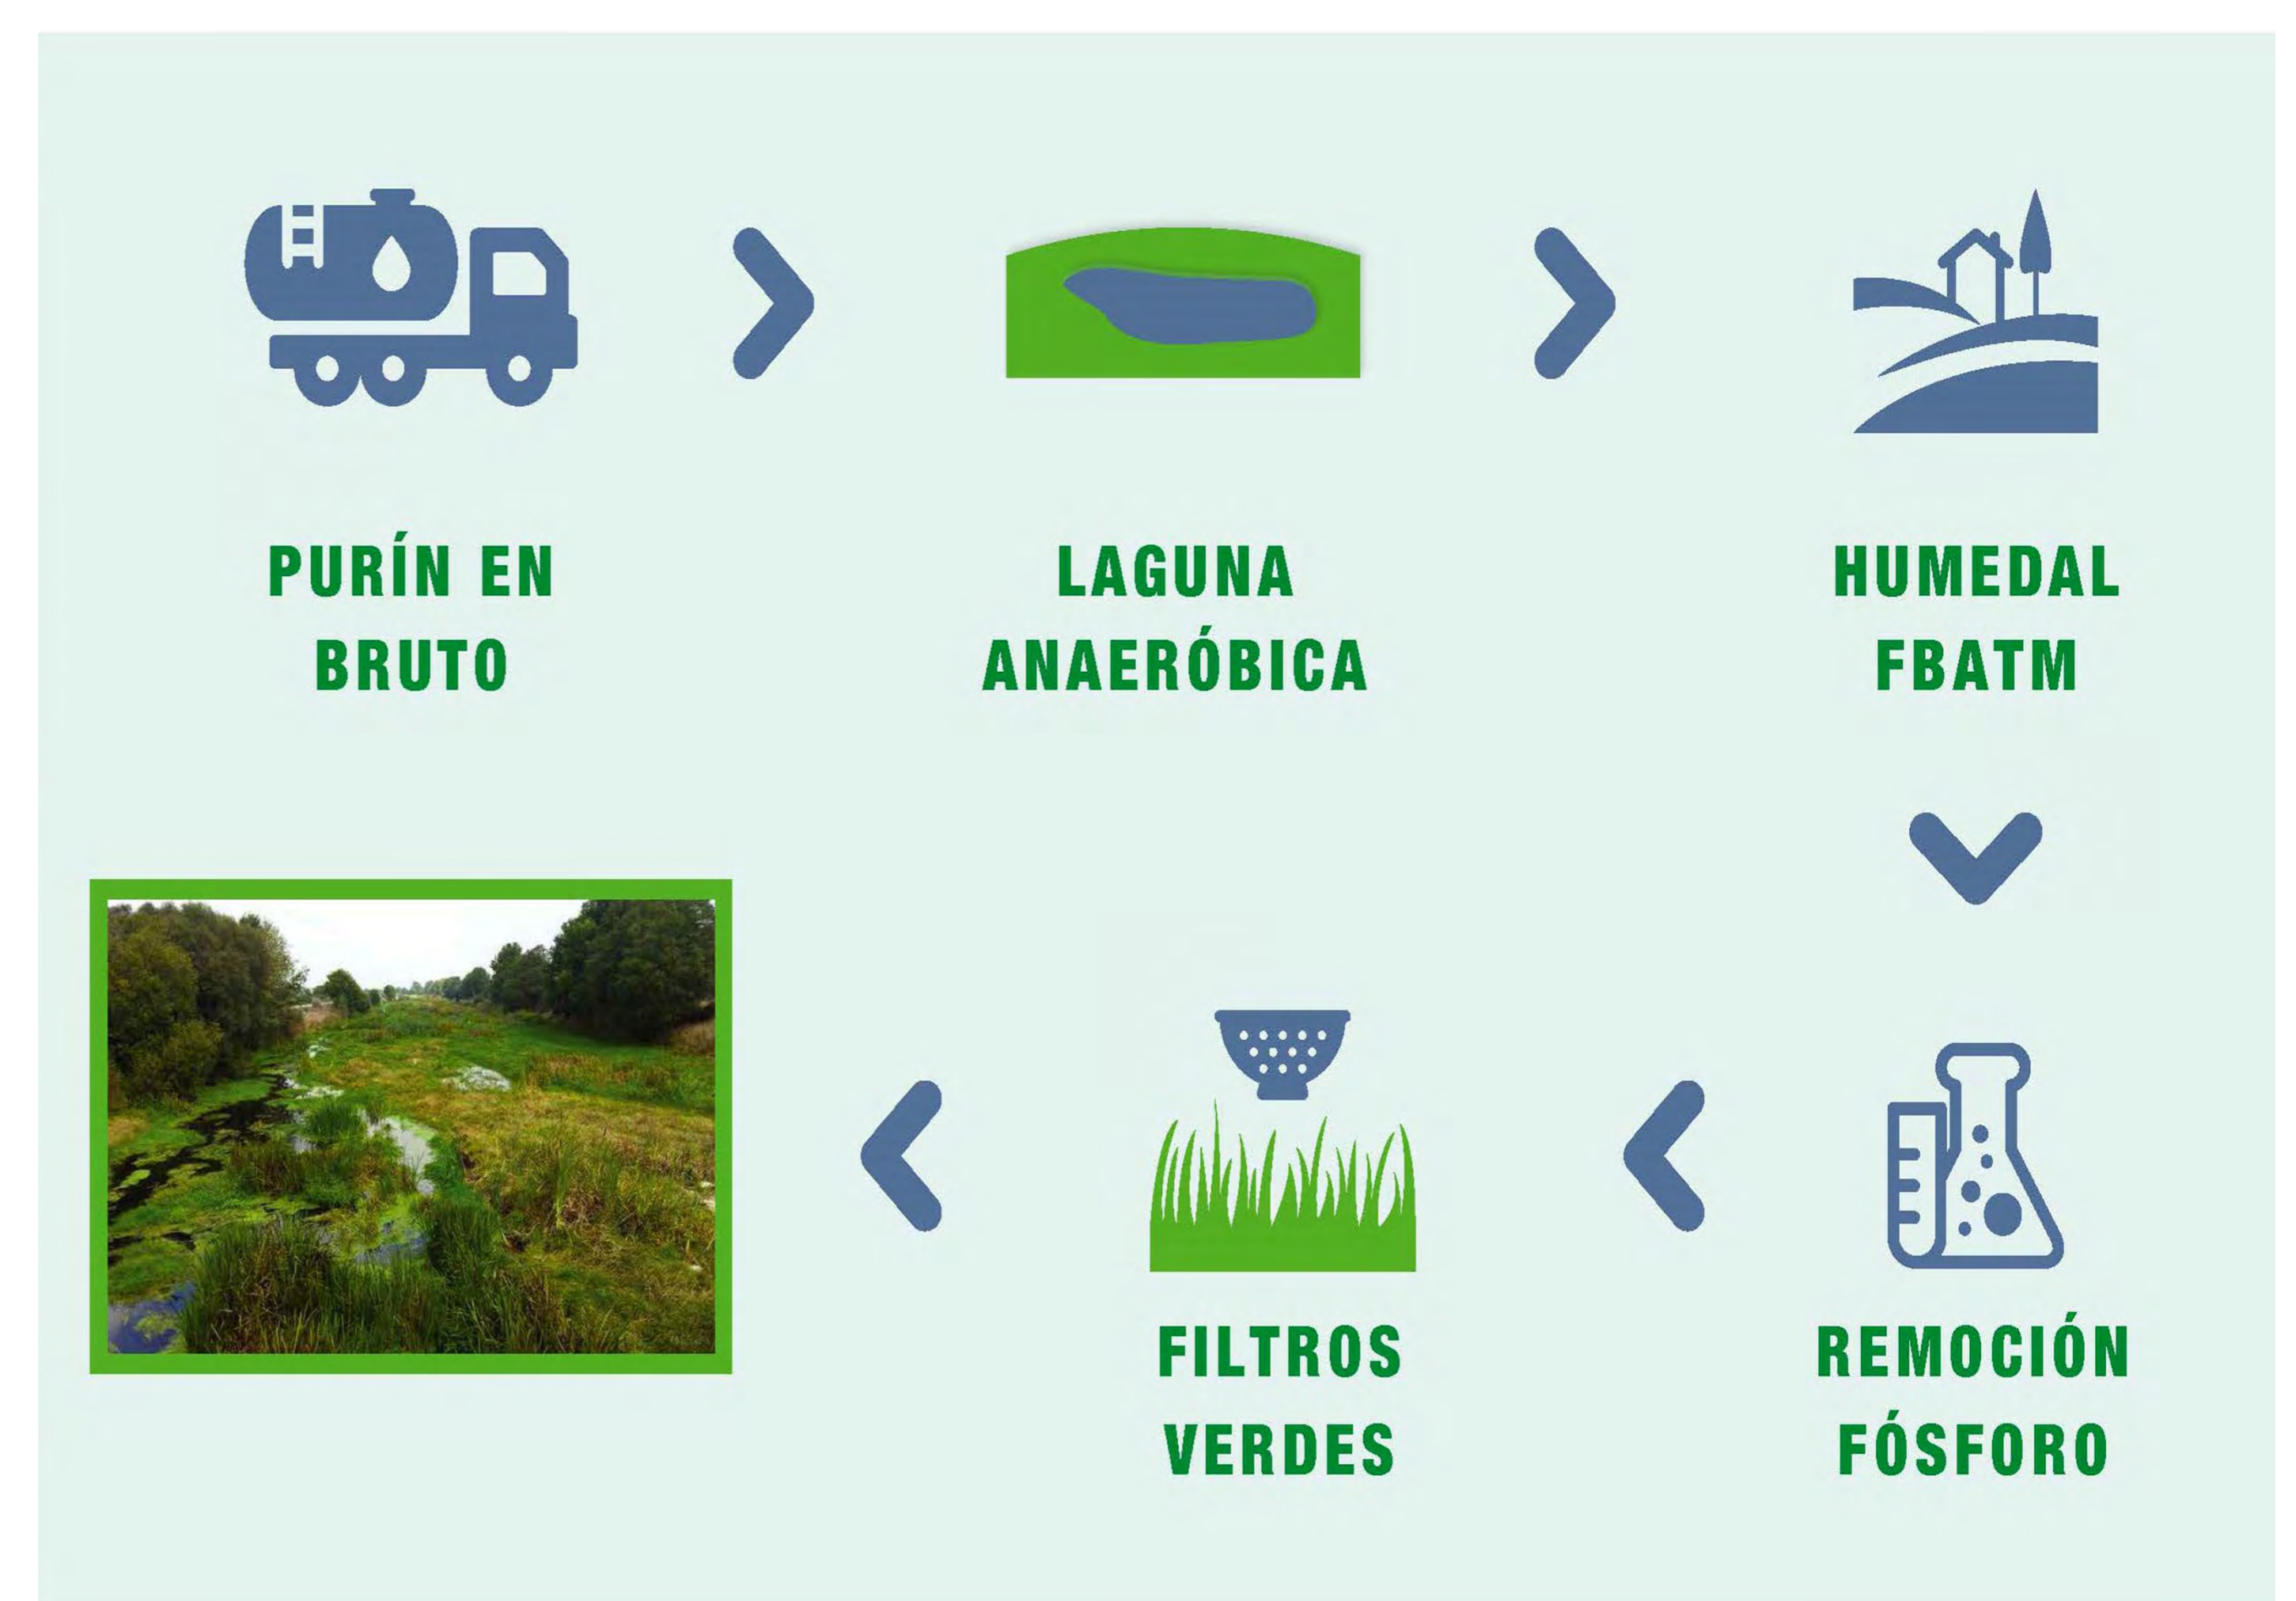 PURÍN EN
BRUTO
LAGUNA
ANAERÓBICA
HUMEDAL
FBATM
FILTROS
VERDES
REMOCIÓN
FÓSFORO